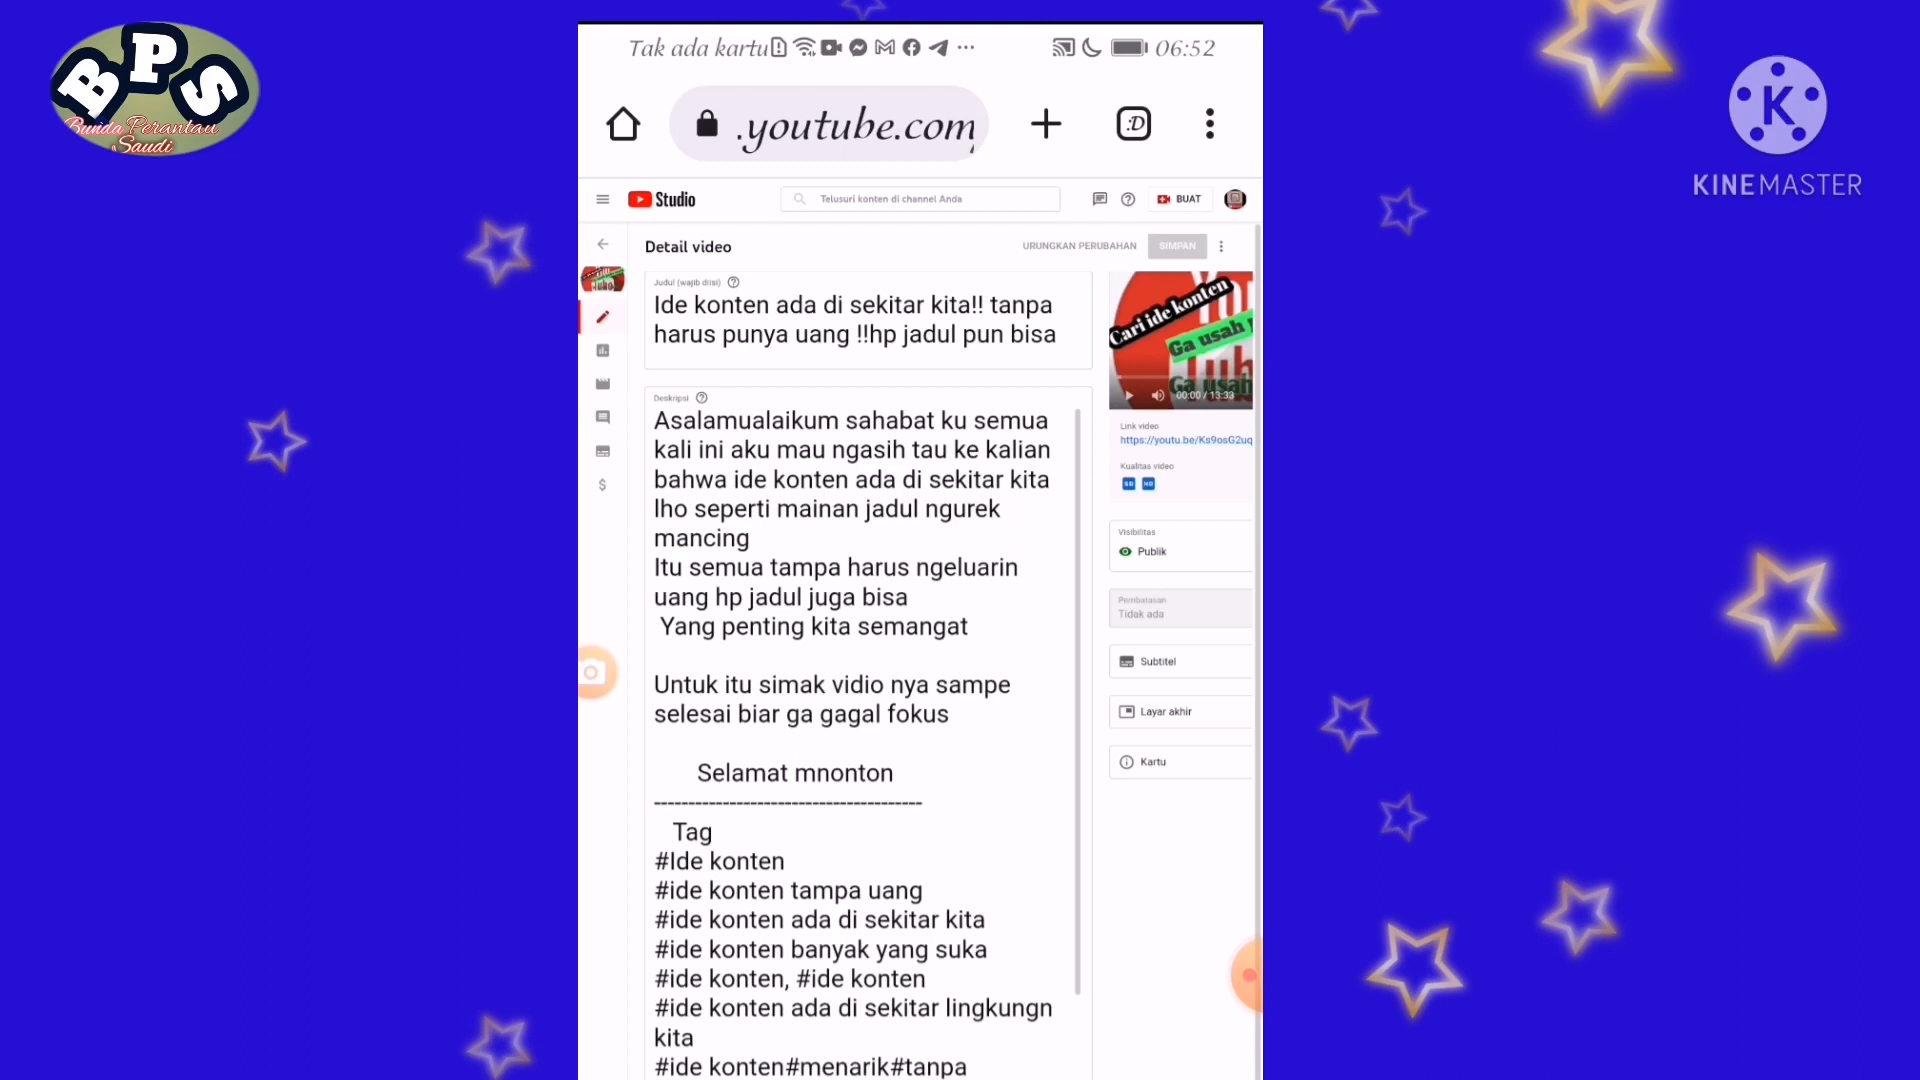 BPS
Bunda Perantau
Saudi
Tak ada kartu
06:52
.youtube.com
:D
K
KINEMASTER
Studio
Telusuri konten di channel Anda
BUAT
Detail video
URUNGKAN PERUBAHAN
SIMPAN
Judul (wajib diisi)
Ide konten ada di sekitar kita!! tanpa
harus punya uang !!hp jadul pun bisa
Cari ide konten
Ga usah
Ga usah
00:00 / 13:33
Deskripsi
Asalamualaikum sahabat ku semua
kali ini aku mau ngasih tau ke kalian
bahwa ide konten ada di sekitar kita
lho seperti mainan jadul ngurek
mancing
Itu semua tampa harus ngeluarin
uang hp jadul juga bisa
Yang penting kita semangat
Untuk itu simak vidio nya sampe
selesai biar ga gagal fokus
Selamat mnonton
---------------------------------------
Tag
#Ide konten
#ide konten tampa uang
#ide konten ada di sekitar kita
#ide konten banyak yang suka
#ide konten, #ide konten
#ide konten ada di sekitar lingkungn
kita
#ide konten#menarik#tanpa
Link video
https://youtu.be/Ks9osG2uq
Kualitas video
SD HD
Visibilitas
Publik
Pembatasan
Tidak ada
Subtitel
Layar akhir
Kartu